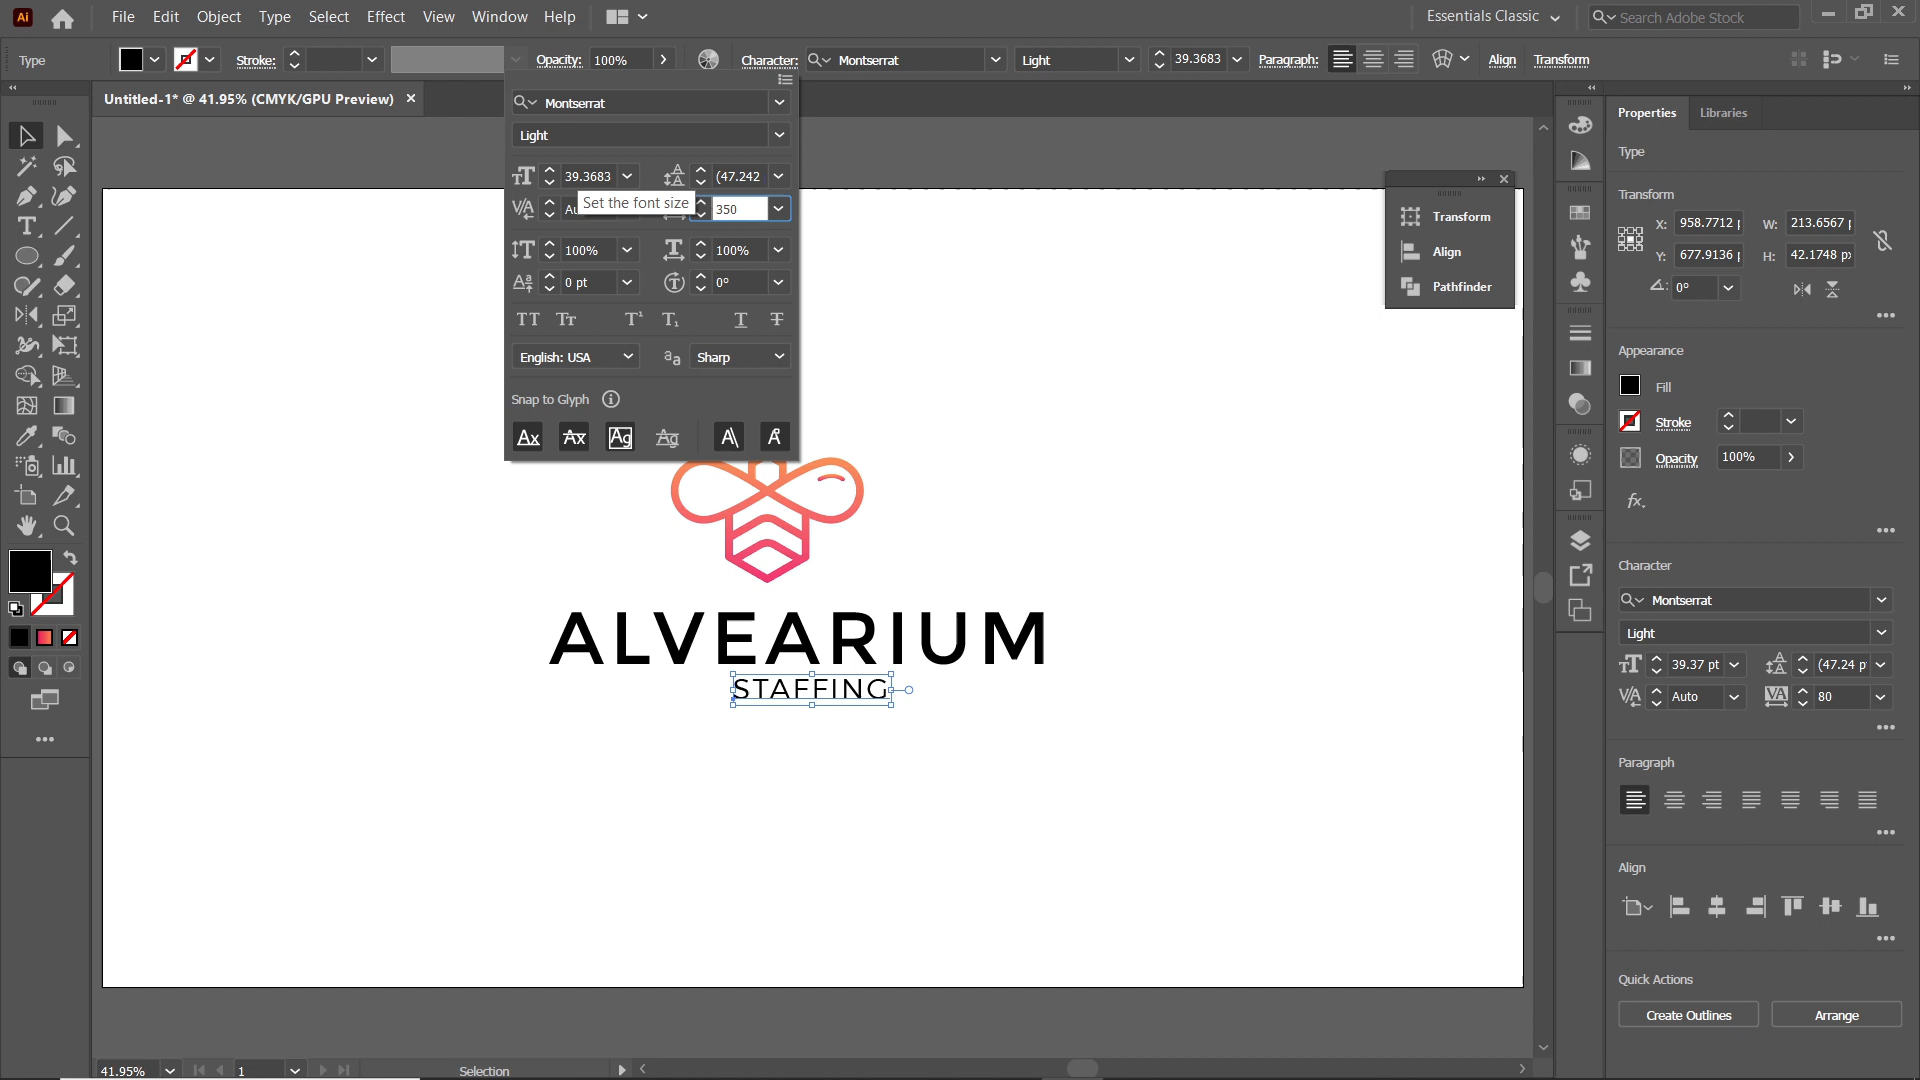 Ai File Edit Object Type Select Effect View Window Help Essentials Classic Search Adobe Stock
Type Stroke: Opacity: 100% Character: Montserrat Light 39.3683 Paragraph: Align Transform
Untitled-1* @ 41.95% (CMYK/GPU Preview)
Montserrat
Light
39.3683 (47.242
Set the font size
350
100% 100%
0 pt 0°
English: USA Sharp
Snap to Glyph
Transform
Align
Pathfinder
ALVEARIUM
STAFFING
Properties Libraries
Type
Transform
X: 958.7712 W: 213.6567
Y: 677.9136 H: 42.1748 px
0°
Appearance
Fill
Stroke
Opacity 100%
fx.
Character
Montserrat
Light
39.37 pt (47.24 p
Auto 80
Paragraph
Align
Quick Actions
Create Outlines Arrange
41.95% 1 Selection